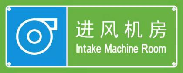 进风机房
Intake Machine Room